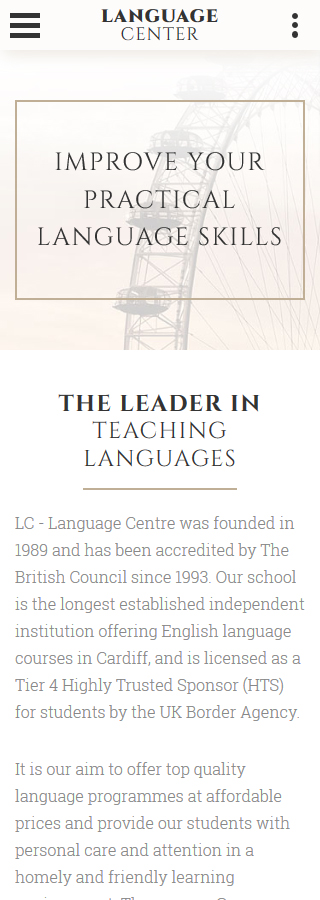 LANGUAGE
CENTER
IMPROVE YOUR
PRACTICAL
LANGUAGE SKILLS
THE LEADER IN
TEACHING
LANGUAGES
LC - Language Centre was founded in
1989 and has been accredited by The
British Council since 1993. Our school
is the longest established independent
institution offering English language
courses in Cardiff, and is licensed as a
Tier 4 Highly Trusted Sponsor (HTS)
for students by the UK Border Agency.
It is our aim to offer top quality
language programmes at affordable
prices and provide our students with
personal care and attention in a
homely and friendly learning